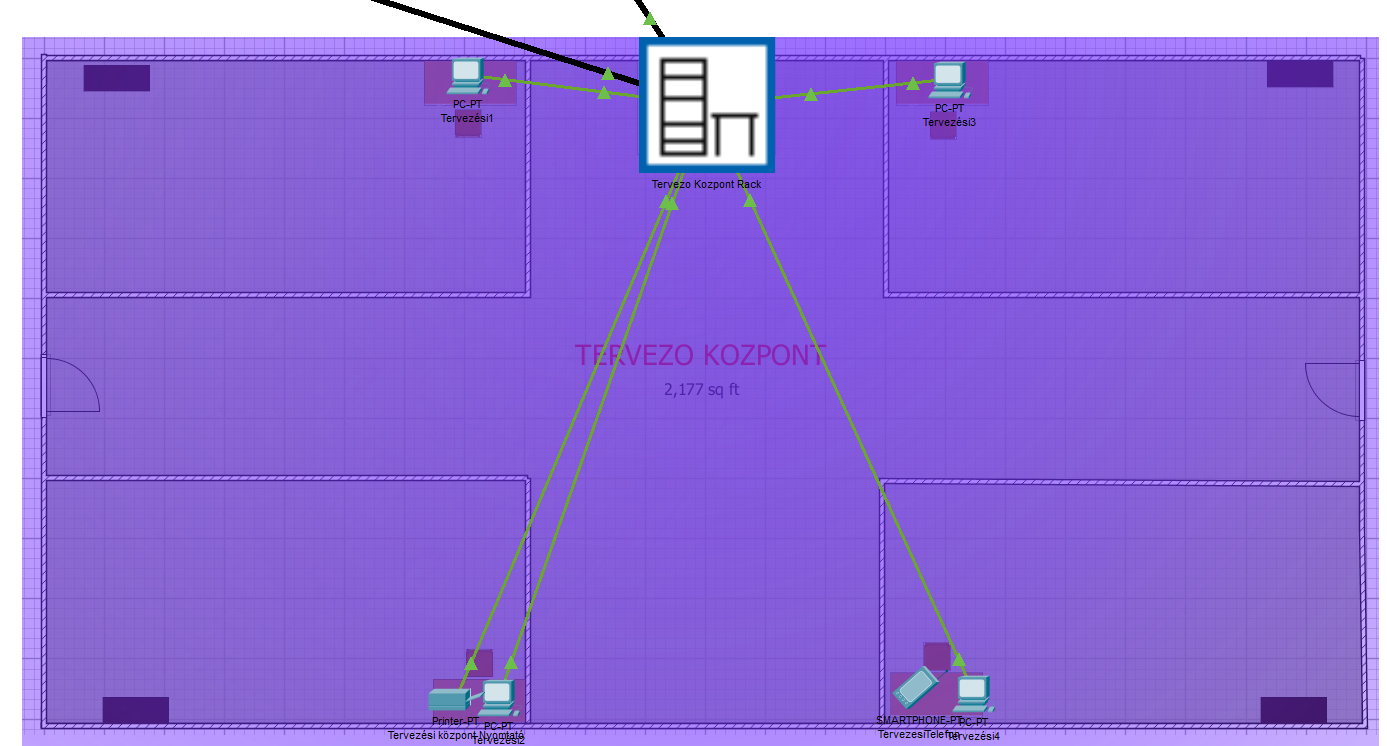 PC-PT
Tervezési1
PC-PT
Tervezési3
Tervezo Kozpont Rack
TERVEZO KOZPONT
2,177 sq ft
Printer-PT
Tervezési központ Nyomtató
PC-PT
Tervezési2
SMARTPHONE-PT
TervezesiTelefon
PC-PT
Tervezési4